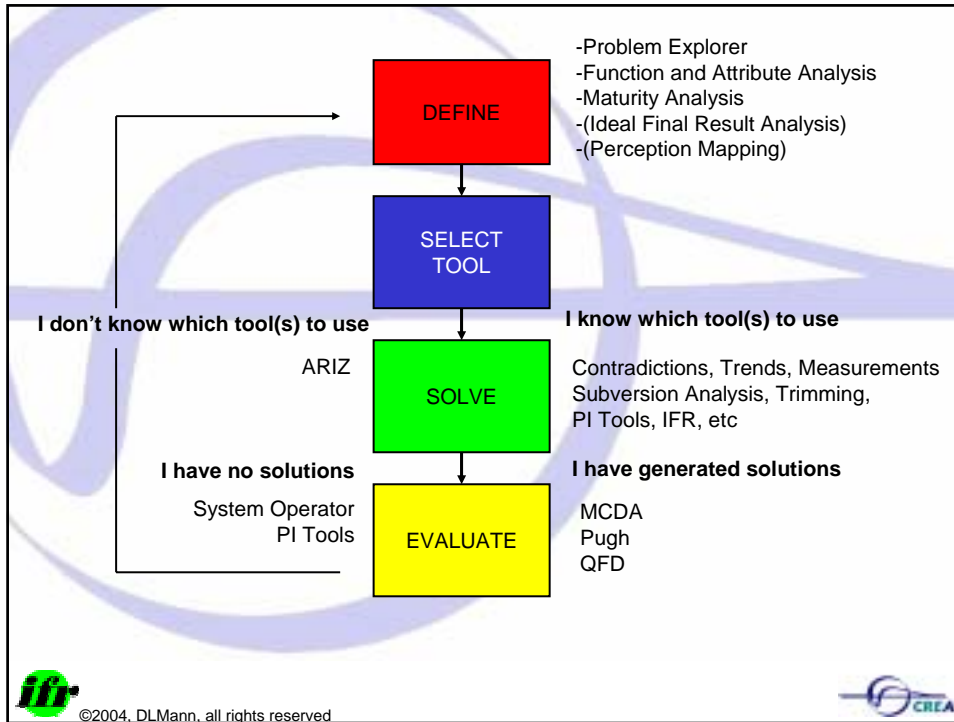 -Problem Explorer
-Function and Attribute Analysis
-Maturity Analysis
-(Ideal Final Result Analysis)
-(Perception Mapping)
DEFINE
SELECT
TOOL
I don't know which tool(s) to use
I know which tool(s) to use
ARIZ
SOLVE
Contradictions, Trends, Measurements
Subversion Analysis, Trimming,
PI Tools, IFR, etc
I have no solutions
I have generated solutions
System Operator
PI Tools
EVALUATE
MCDA
Pugh
QFD
ifr
©2004, DLMann, all rights reserved
CREA